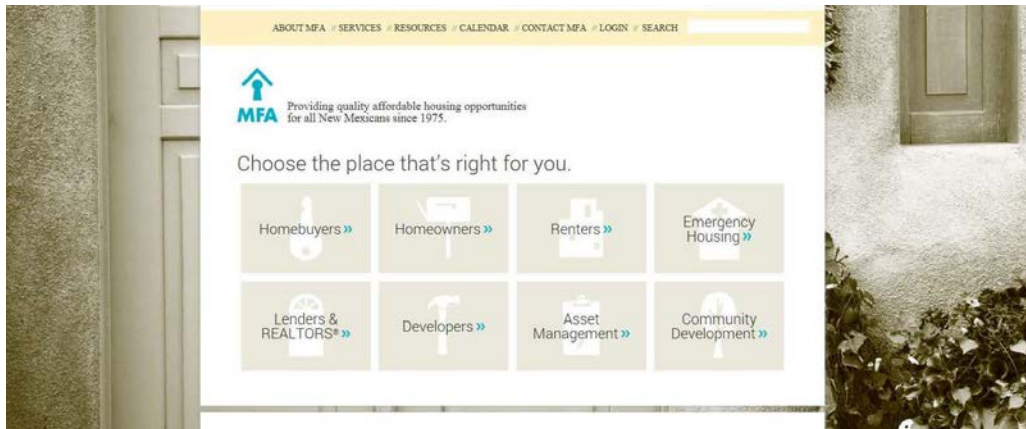 ABOUT MFA // SERVICES // RESOURCES // CALENDAR // CONTACT MFA // LOGIN // SEARCH
MFA
Providing quality affordable housing opportunities
for all New Mexicans since 1975.
Choose the place that's right for you.
Homebuyers »
Homeowners »
Renters »
Emergency
Housing »
Lenders &
REALTORS® »
Developers »
Asset
Management »
Community
Development »